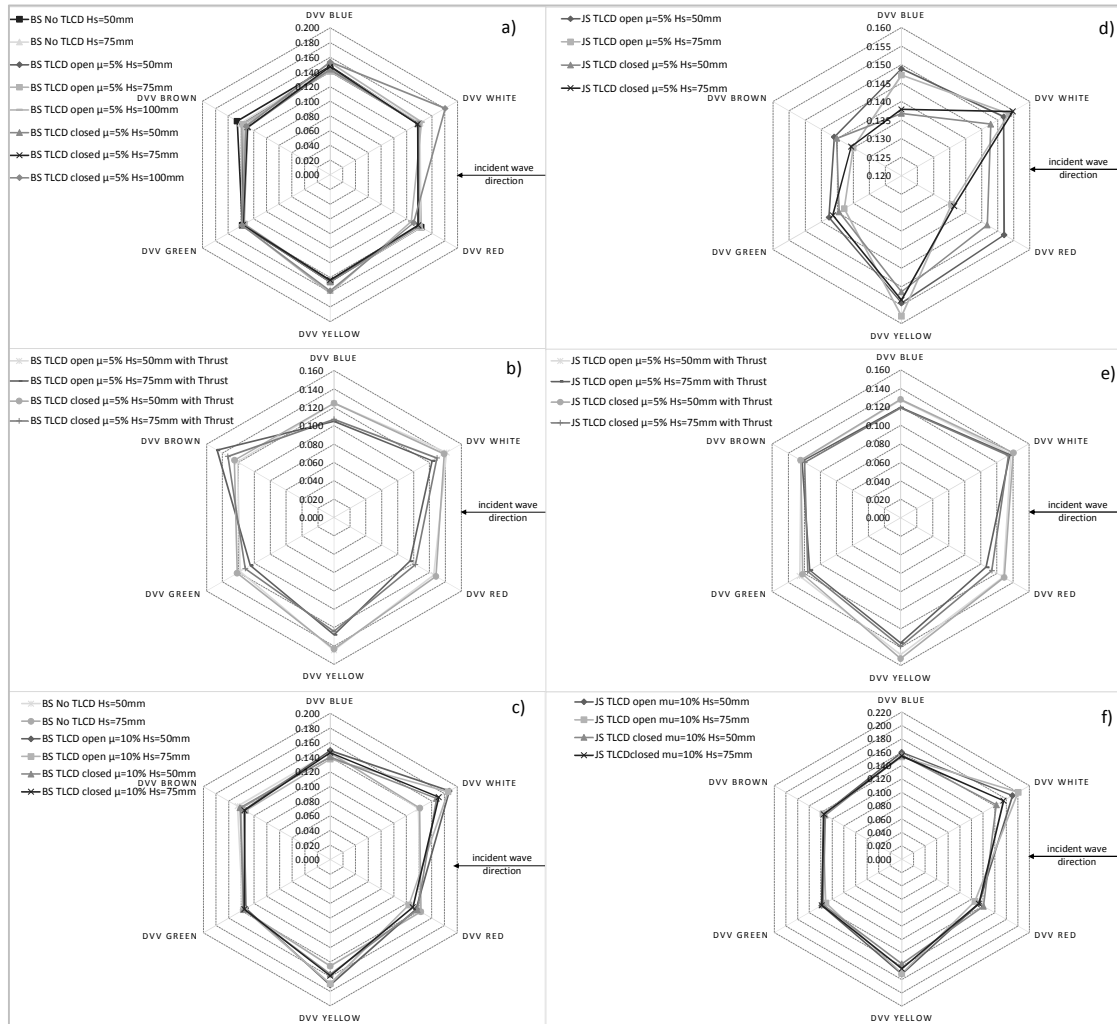 a)
BS No TLCD Hs=50mm
BS No TLCD Hs=75mm
BS TLCD open μ=5% Hs=50mm
BS TLCD open μ=5% Hs=75mm
BS TLCD open μ=5% Hs=100mm
BS TLCD closed μ=5% Hs=50mm
BS TLCD closed μ=5% Hs=75mm
BS TLCD closed μ=5% Hs=100mm
DVV BLUE
DVV WHITE
DVV RED
DVV YELLOW
DVV GREEN
DVV BROWN
0.200
0.180
0.160
0.140
0.120
0.100
0.080
0.060
0.040
0.020
0.000
incident wave
direction
d)
JS TLCD open μ=5% Hs=50mm
JS TLCD open μ=5% Hs=75mm
JS TLCD closed μ=5% Hs=50mm
JS TLCD closed μ=5% Hs=75mm
DVV BLUE
DVV WHITE
DVV RED
DVV YELLOW
DVV GREEN
DVV BROWN
0.160
0.155
0.150
0.145
0.140
0.135
0.130
0.125
0.120
incident wave
direction
b)
BS TLCD open μ=5% Hs=50mm with Thrust
BS TLCD open μ=5% Hs=75mm with Thrust
BS TLCD closed μ=5% Hs=50mm with Thrust
BS TLCD closed μ=5% Hs=75mm with Thrust
DVV BLUE
DVV WHITE
DVV RED
DVV YELLOW
DVV GREEN
DVV BROWN
0.160
0.140
0.120
0.100
0.080
0.060
0.040
0.020
0.000
incident wave
direction
e)
JS TLCD open μ=5% Hs=50mm with Thrust
JS TLCD open μ=5% Hs=75mm with Thrust
JS TLCD closed μ=5% Hs=50mm with Thrust
JS TLCD closed μ=5% Hs=75mm with Thrust
DVV BLUE
DVV WHITE
DVV RED
DVV YELLOW
DVV GREEN
DVV BROWN
0.160
0.140
0.120
0.100
0.080
0.060
0.040
0.020
0.000
incident wave
direction
c)
BS No TLCD Hs=50mm
BS No TLCD Hs=75mm
BS TLCD open μ=10% Hs=50mm
BS TLCD open μ=10% Hs=75mm
BS TLCD closed μ=10% Hs=50mm
BS TLCD closed μ=10% Hs=75mm
DVV BLUE
DVV WHITE
DVV RED
DVV YELLOW
DVV GREEN
DVV BROWN
0.200
0.180
0.160
0.140
0.120
0.100
0.080
0.060
0.040
0.020
0.000
incident wave
direction
f)
JS TLCD open mu=10% Hs=50mm
JS TLCD open mu=10% Hs=75mm
JS TLCD closed mu=10% Hs=50mm
JS TLCDclosed mu=10% Hs=75mm
DVV BLUE
DVV WHITE
DVV RED
DVV YELLOW
DVV GREEN
DVV BROWN
0.220
0.200
0.180
0.160
0.140
0.120
0.100
0.080
0.060
0.040
0.020
0.000
incident wave
direction